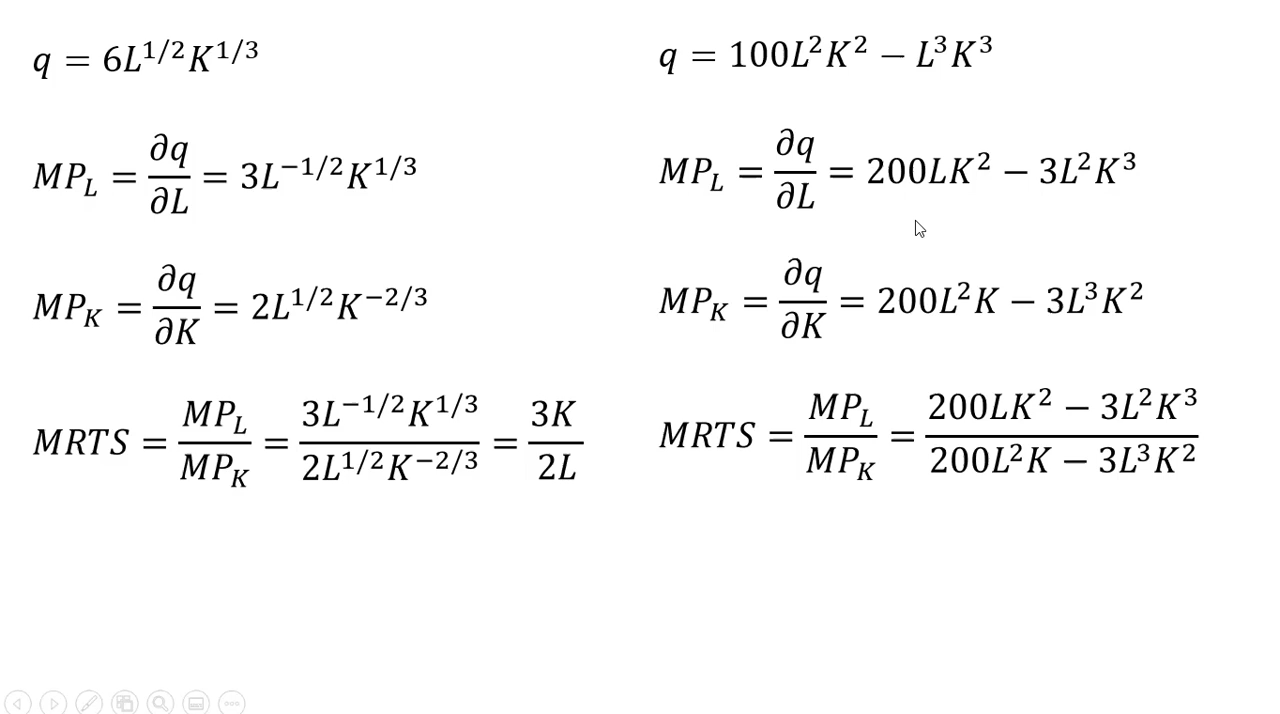 q = 6L^{1/2}K^{1/3}
MP_L = ∂q/∂L = 3L^{−1/2}K^{1/3}
MP_K = ∂q/∂K = 2L^{1/2}K^{−2/3}
MRTS = MP_L/MP_K = 3L^{−1/2}K^{1/3}/2L^{1/2}K^{−2/3} = 3K/2L
q = 100L^2K^2 − L^3K^3
MP_L = ∂q/∂L = 200LK^2 − 3L^2K^3
MP_K = ∂q/∂K = 200L^2K − 3L^3K^2
MRTS = MP_L/MP_K = 200LK^2 − 3L^2K^3/200L^2K − 3L^3K^2